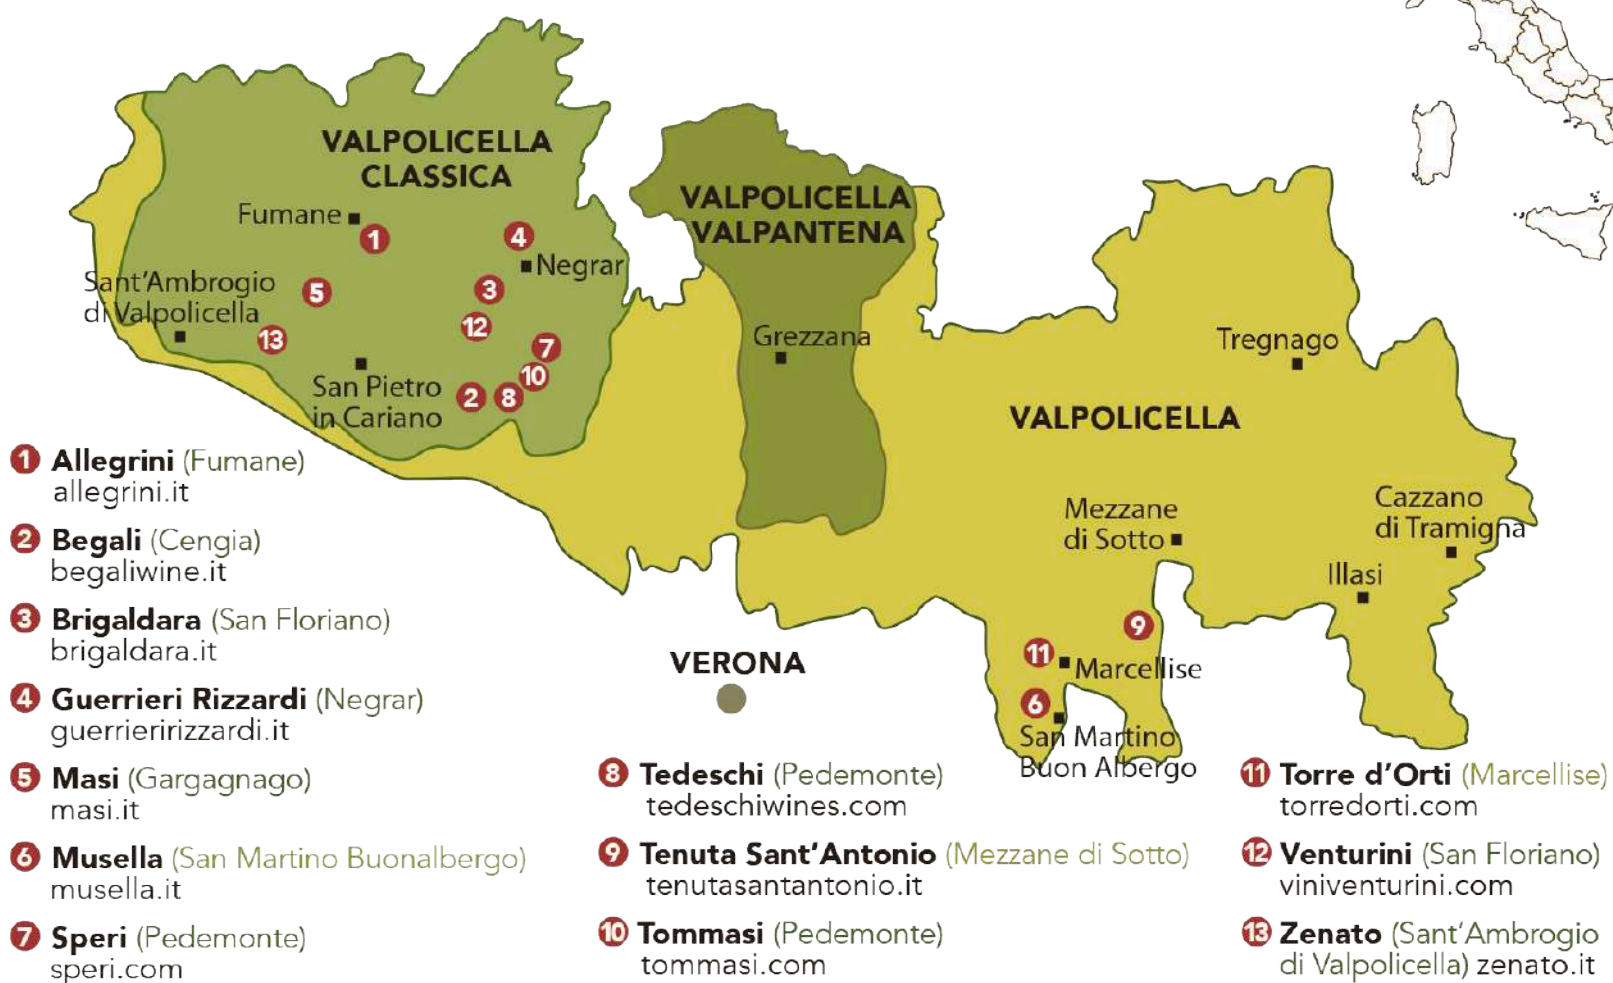 VALPOLICELLA
CLASSICA
Fumane
1
4
Negrar
Sant'Ambrogio
di Valpolicella
5
3
13
12
7
10
San Pietro
in Cariano
2
8
VALPOLICELLA
VALPANTENA
Grezzana
Tregnago
VALPOLICELLA
Mezzane
di Sotto
Cazzano
di Tramigna
Illasi
9
11
Marcellise
6
San Martino
Buon Albergo
VERONA
1 Allegrini (Fumane)
allegrini.it
2 Begali (Cengia)
begaliwine.it
3 Brigaldara (San Floriano)
brigaldara.it
4 Guerrieri Rizzardi (Negrar)
guerrieririzzardi.it
5 Masi (Gargagnago)
masi.it
6 Musella (San Martino Buonalbergo)
musella.it
7 Speri (Pedemonte)
speri.com
8 Tedeschi (Pedemonte)
tedeschiwines.com
9 Tenuta Sant'Antonio (Mezzane di Sotto)
tenutasantantonio.it
10 Tommasi (Pedemonte)
tommasi.com
11 Torre d'Orti (Marcellise)
torredorti.com
12 Venturini (San Floriano)
viniventurini.com
13 Zenato (Sant'Ambrogio
di Valpolicella) zenato.it